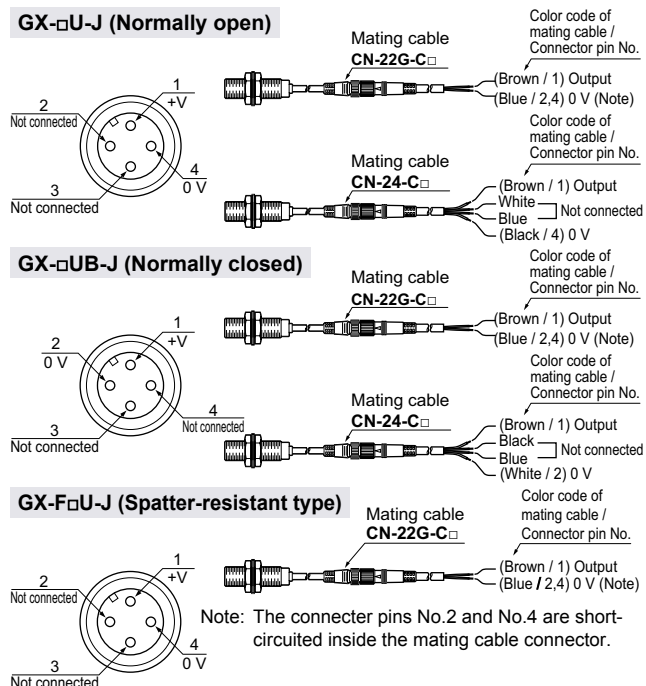 GX-□U-J (Normally open)
Mating cable
CN-22G-C□
Color code of
mating cable /
Connector pin No.
(Brown / 1) Output
(Blue / 2,4) 0 V (Note)
1
+V
2
Not connected
3
Not connected
4
0 V
Mating cable
CN-24-C□
Color code of
mating cable /
Connector pin No.
(Brown / 1) Output
White
Blue
Not connected
(Black / 4) 0 V
GX-□UB-J (Normally closed)
Mating cable
CN-22G-C□
Color code of
mating cable /
Connector pin No.
(Brown / 1) Output
(Blue / 2,4) 0 V (Note)
1
+V
2
0 V
3
Not connected
4
Not connected
Mating cable
CN-24-C□
Color code of
mating cable /
Connector pin No.
(Brown / 1) Output
Black
Blue
Not connected
(White / 2) 0 V
GX-F□U-J (Spatter-resistant type)
Mating cable
CN-22G-C□
Color code of
mating cable /
Connector pin No.
(Brown / 1) Output
(Blue / 2,4) 0 V (Note)
1
+V
2
Not connected
3
Not connected
4
0 V
Note: The connecter pins No.2 and No.4 are short-
circuited inside the mating cable connector.